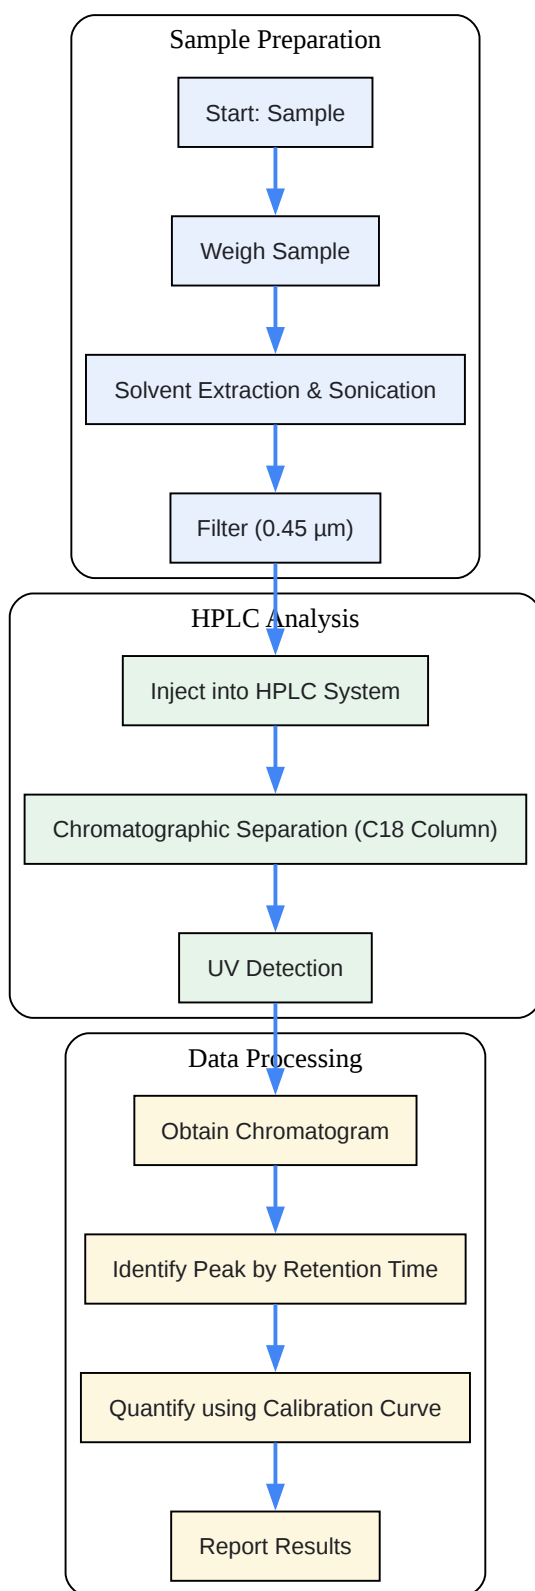 Sample Preparation
Start: Sample
Weigh Sample
Solvent Extraction & Sonication
Filter (0.45 µm)
HPLC Analysis
Inject into HPLC System
Chromatographic Separation (C18 Column)
UV Detection
Data Processing
Obtain Chromatogram
Identify Peak by Retention Time
Quantify using Calibration Curve
Report Results